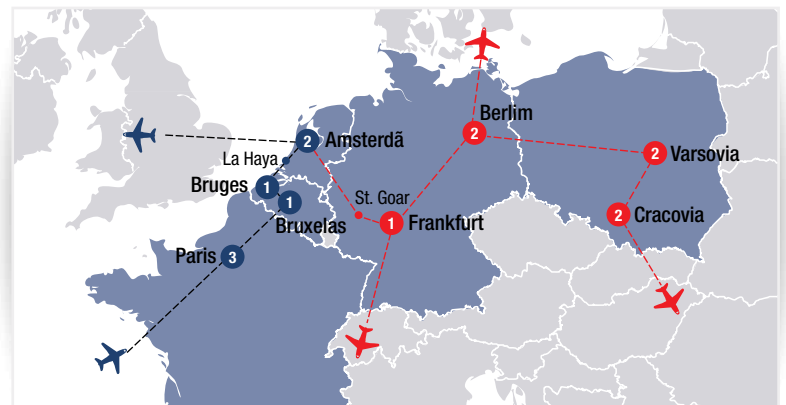 Berlim
2
2
Amsterdã
2
Varsovia
La Haya
Bruges
1
1
Bruxelas
St. Goar
2
Cracovia
1
Frankfurt
Paris
3